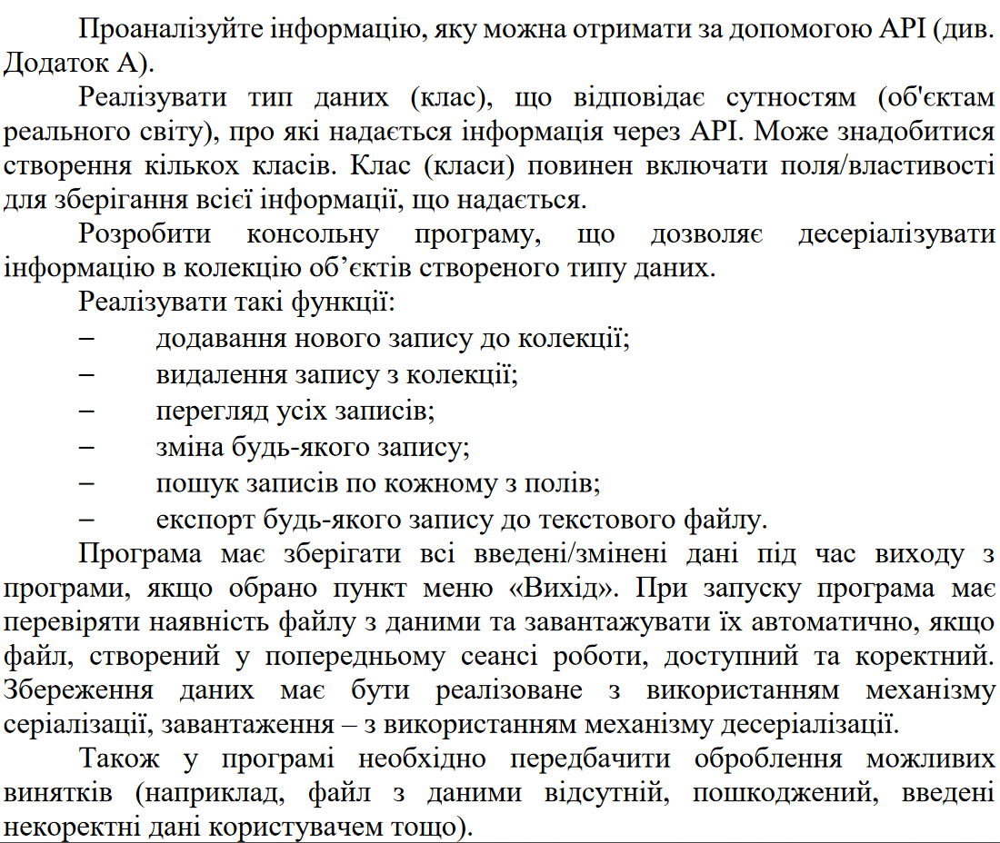 Проаналізуйте інформацію, яку можна отримати за допомогою API (див.
Додаток А).
Реалізувати тип даних (клас), що відповідає сутностям (об'єктам
реального світу), про які надається інформація через API. Може знадобитися
створення кількох класів. Клас (класи) повинен включати поля/властивості
для зберігання всієї інформації, що надається.
Розробити консольну програму, що дозволяє десеріалізувати
інформацію в колекцію об’єктів створеного типу даних.
Реалізувати такі функції:
– додавання нового запису до колекції;
– видалення запису з колекції;
– перегляд усіх записів;
– зміна будь-якого запису;
– пошук записів по кожному з полів;
– експорт будь-якого запису до текстового файлу.
Програма має зберігати всі введені/змінені дані під час виходу з
програми, якщо обрано пункт меню «Вихід». При запуску програма має
перевіряти наявність файлу з даними та завантажувати їх автоматично, якщо
файл, створений у попередньому сеансі роботи, доступний та коректний.
Збереження даних має бути реалізоване з використанням механізму
серіалізації, завантаження – з використанням механізму десеріалізації.
Також у програмі необхідно передбачити оброблення можливих
винятків (наприклад, файл з даними відсутній, пошкоджений, введені
некоректні дані користувачем тощо).